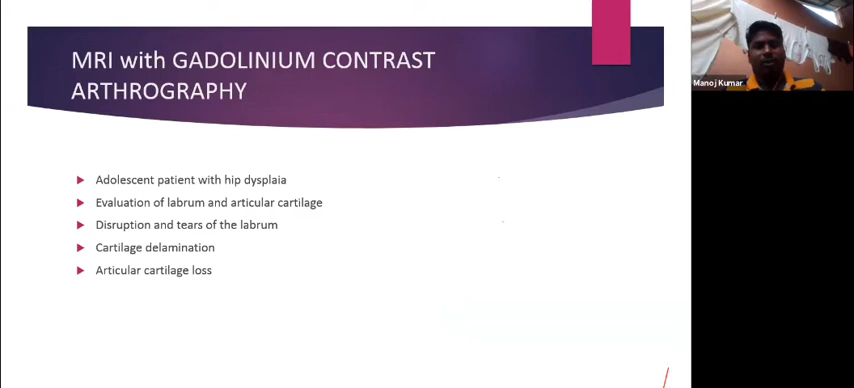 MRI with GADOLINIUM CONTRAST
ARTHROGRAPHY
Adolescent patient with hip dysplaia
Evaluation of labrum and articular cartilage
Disruption and tears of the labrum
Cartilage delamination
Articular cartilage loss
Manoj Kumar